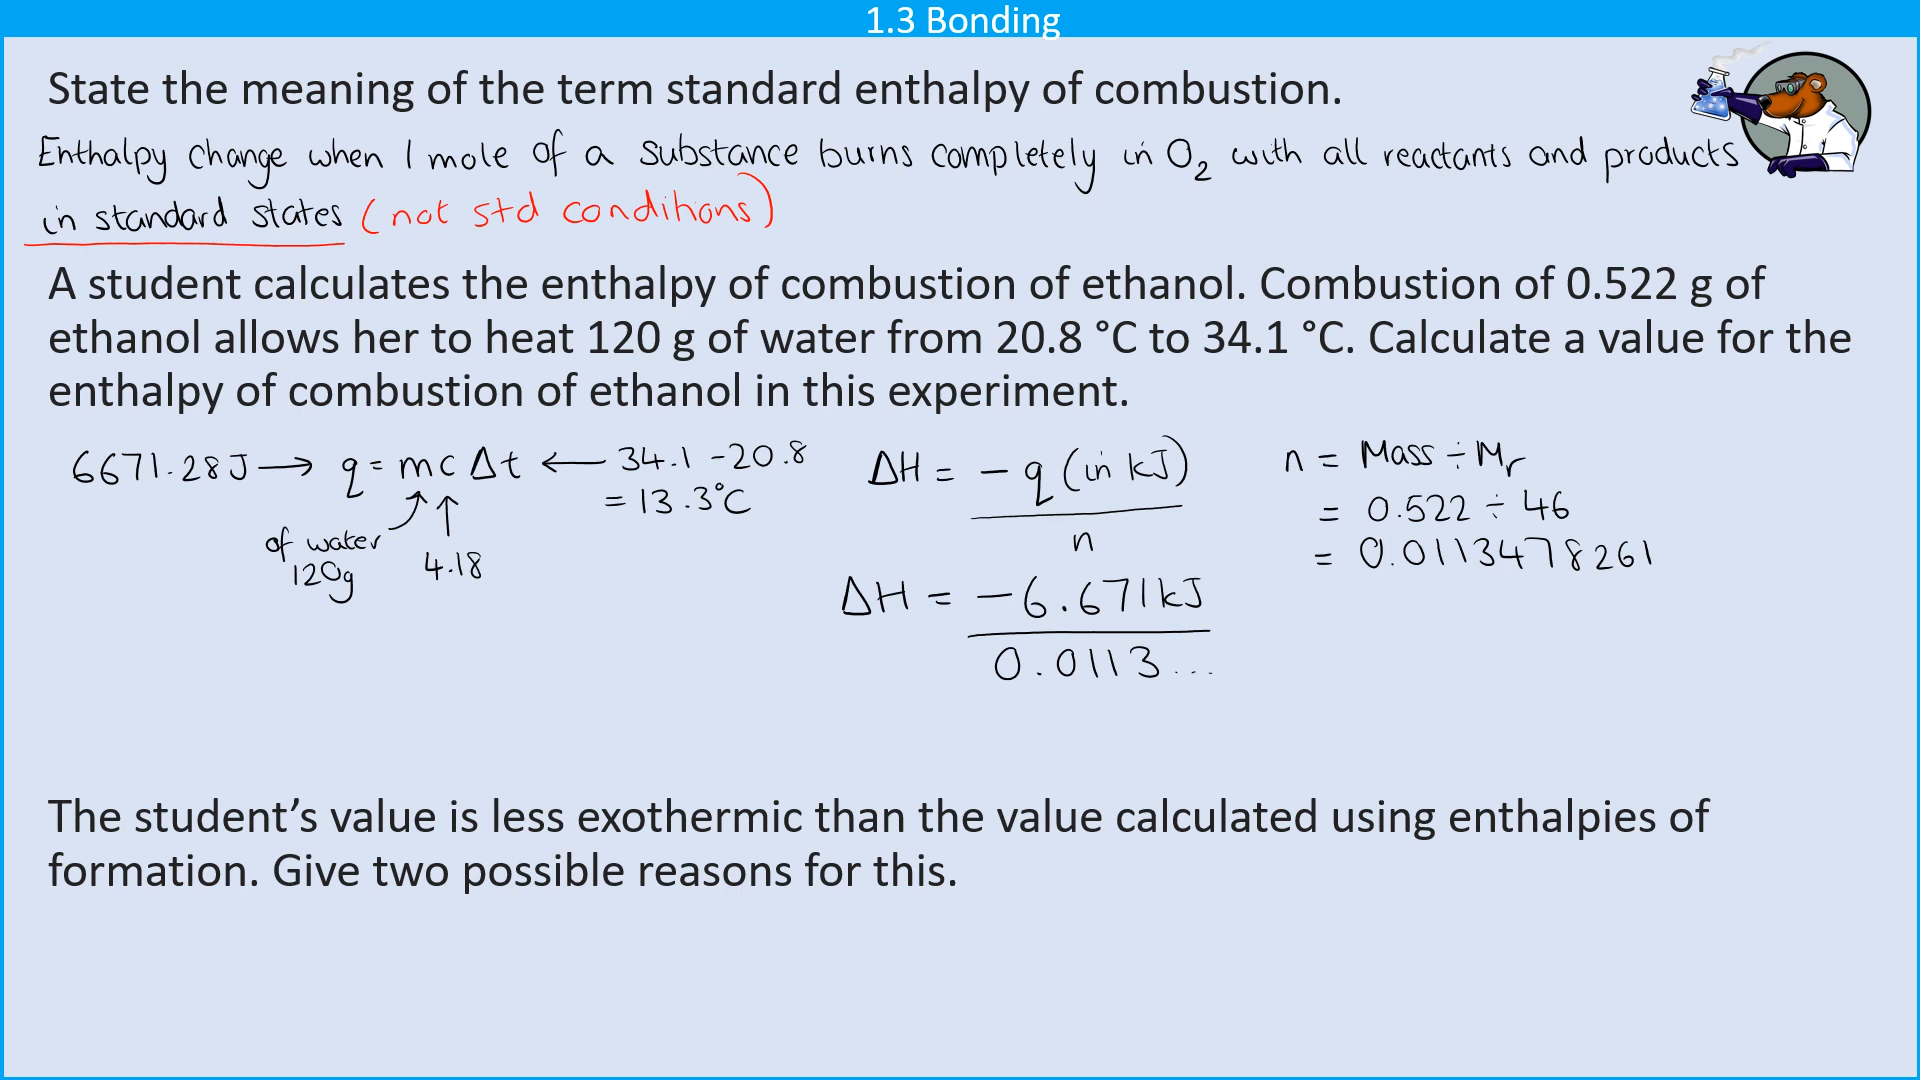 1.3 Bonding
State the meaning of the term standard enthalpy of combustion.
Enthalpy change when 1 mole of a substance burns completely in O₂ with all reactants and products
in standard states (not std conditions)
A student calculates the enthalpy of combustion of ethanol. Combustion of 0.522 g of
ethanol allows her to heat 120 g of water from 20.8 °C to 34.1 °C. Calculate a value for the
enthalpy of combustion of ethanol in this experiment.
6671.28J → q = mcΔt ← 34.1 - 20.8
= 13.3°C
of water
120g
4.18
ΔH = - q (in kJ)
n
ΔH = - 6.671kJ
0.0113...
n = Mass ÷ Mr
= 0.522 ÷ 46
= 0.0113478261
The student’s value is less exothermic than the value calculated using enthalpies of
formation. Give two possible reasons for this.